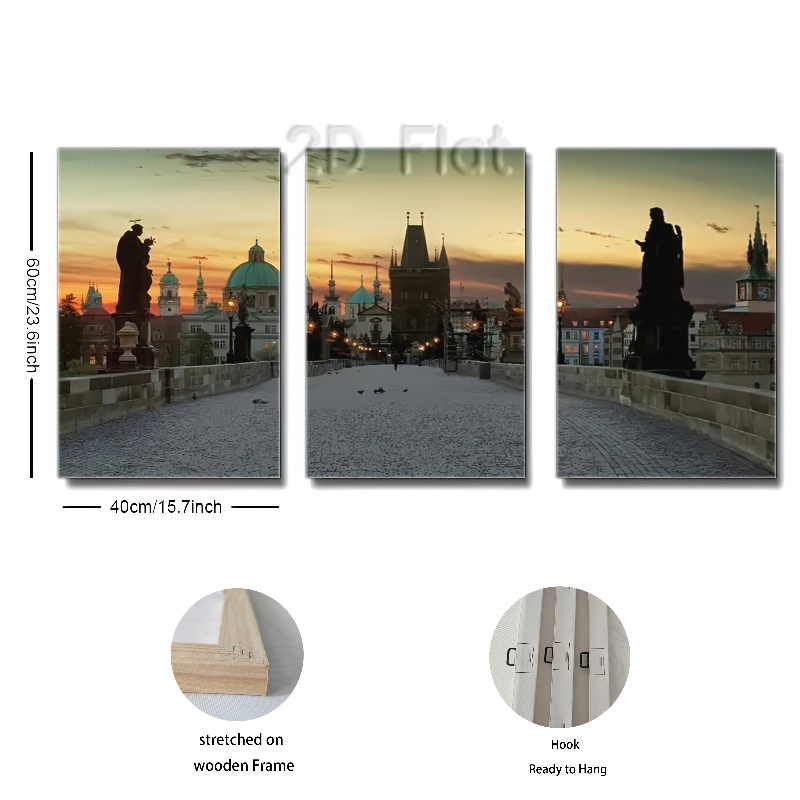 2D Flat
60cm/23.6inch
40cm/15.7inch
stretched on
wooden Frame
Hook
Ready to Hang